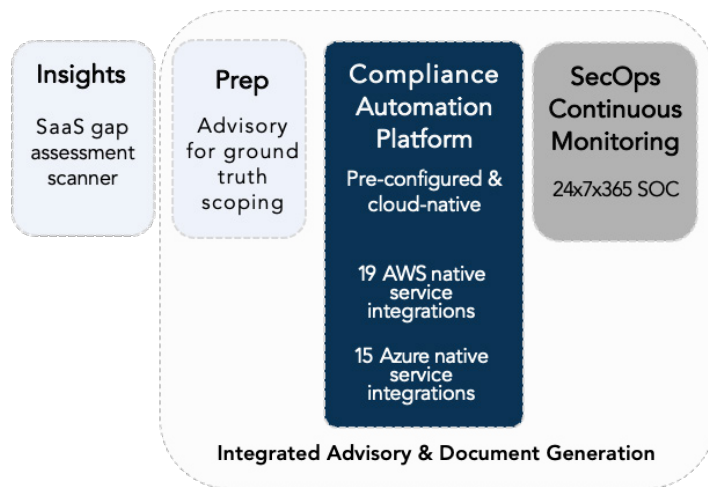 Insights
SaaS gap
assessment
scanner
Prep
Advisory
for ground
truth
scoping
Compliance
Automation
Platform
Pre-configured &
cloud-native
19 AWS native
service
integrations
15 Azure native
service
integrations
SecOps
Continuous
Monitoring
24x7x365 SOC
Integrated Advisory & Document Generation